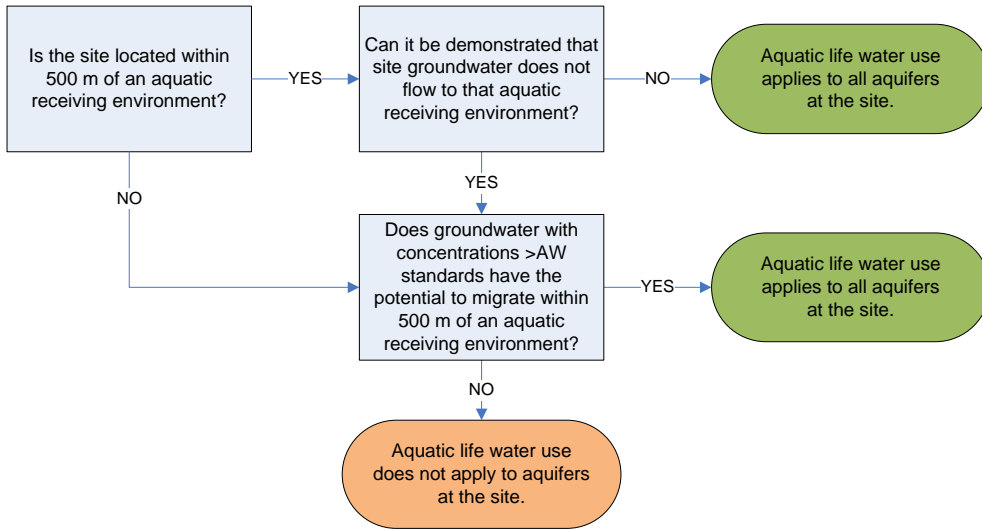 Is the site located within
500 m of an aquatic
receiving environment?
YES
Can it be demonstrated that
site groundwater does not
flow to that aquatic
receiving environment?
NO
Aquatic life water use
applies to all aquifers
at the site.
NO
YES
Does groundwater with
concentrations >AW
standards have the
potential to migrate within
500 m of an aquatic
receiving environment?
YES
Aquatic life water use
applies to all aquifers
at the site.
NO
Aquatic life water use
does not apply to aquifers
at the site.